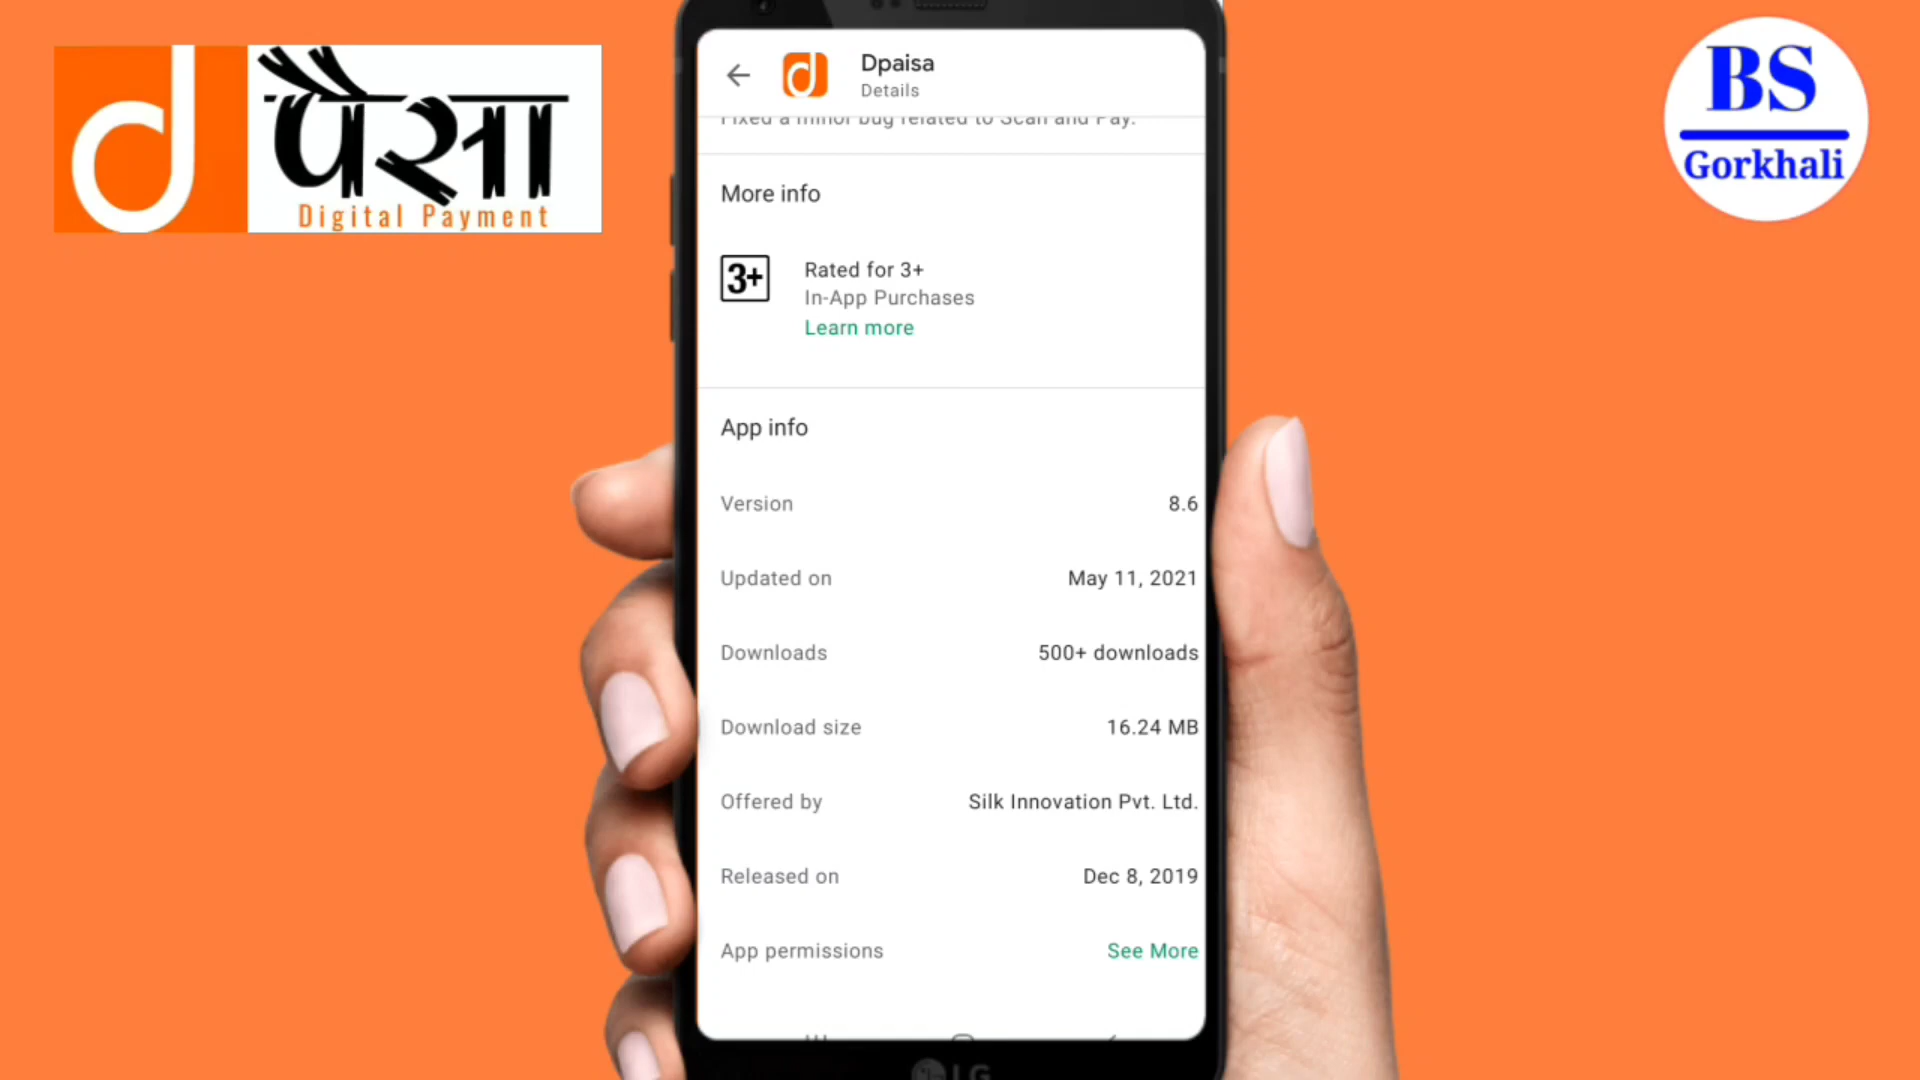 d पैसा
Digital Payment
BS
Gorkhali
Dpaisa
Details
Fixed a minor bug related to Scan and Pay.
More info
3+
Rated for 3+
In-App Purchases
Learn more
App info
Version 8.6
Updated on May 11, 2021
Downloads 500+ downloads
Download size 16.24 MB
Offered by Silk Innovation Pvt. Ltd.
Released on Dec 8, 2019
App permissions See More
LG